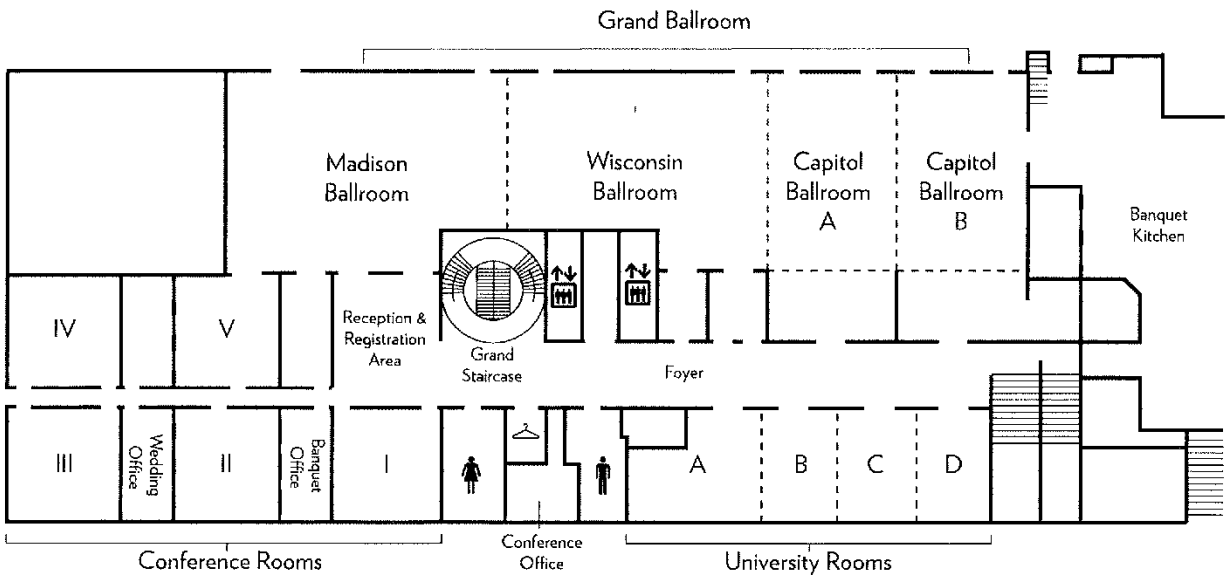 Grand Ballroom
Madison
Ballroom
Wisconsin
Ballroom
Capitol
Ballroom
A
Capitol
Ballroom
B
Banquet
Kitchen
IV
V
Reception &
Registration
Area
Grand
Staircase
Foyer
III
Wedding
Office
II
Banquet
Office
I
A
B
C
D
Conference Rooms
Conference
Office
University Rooms